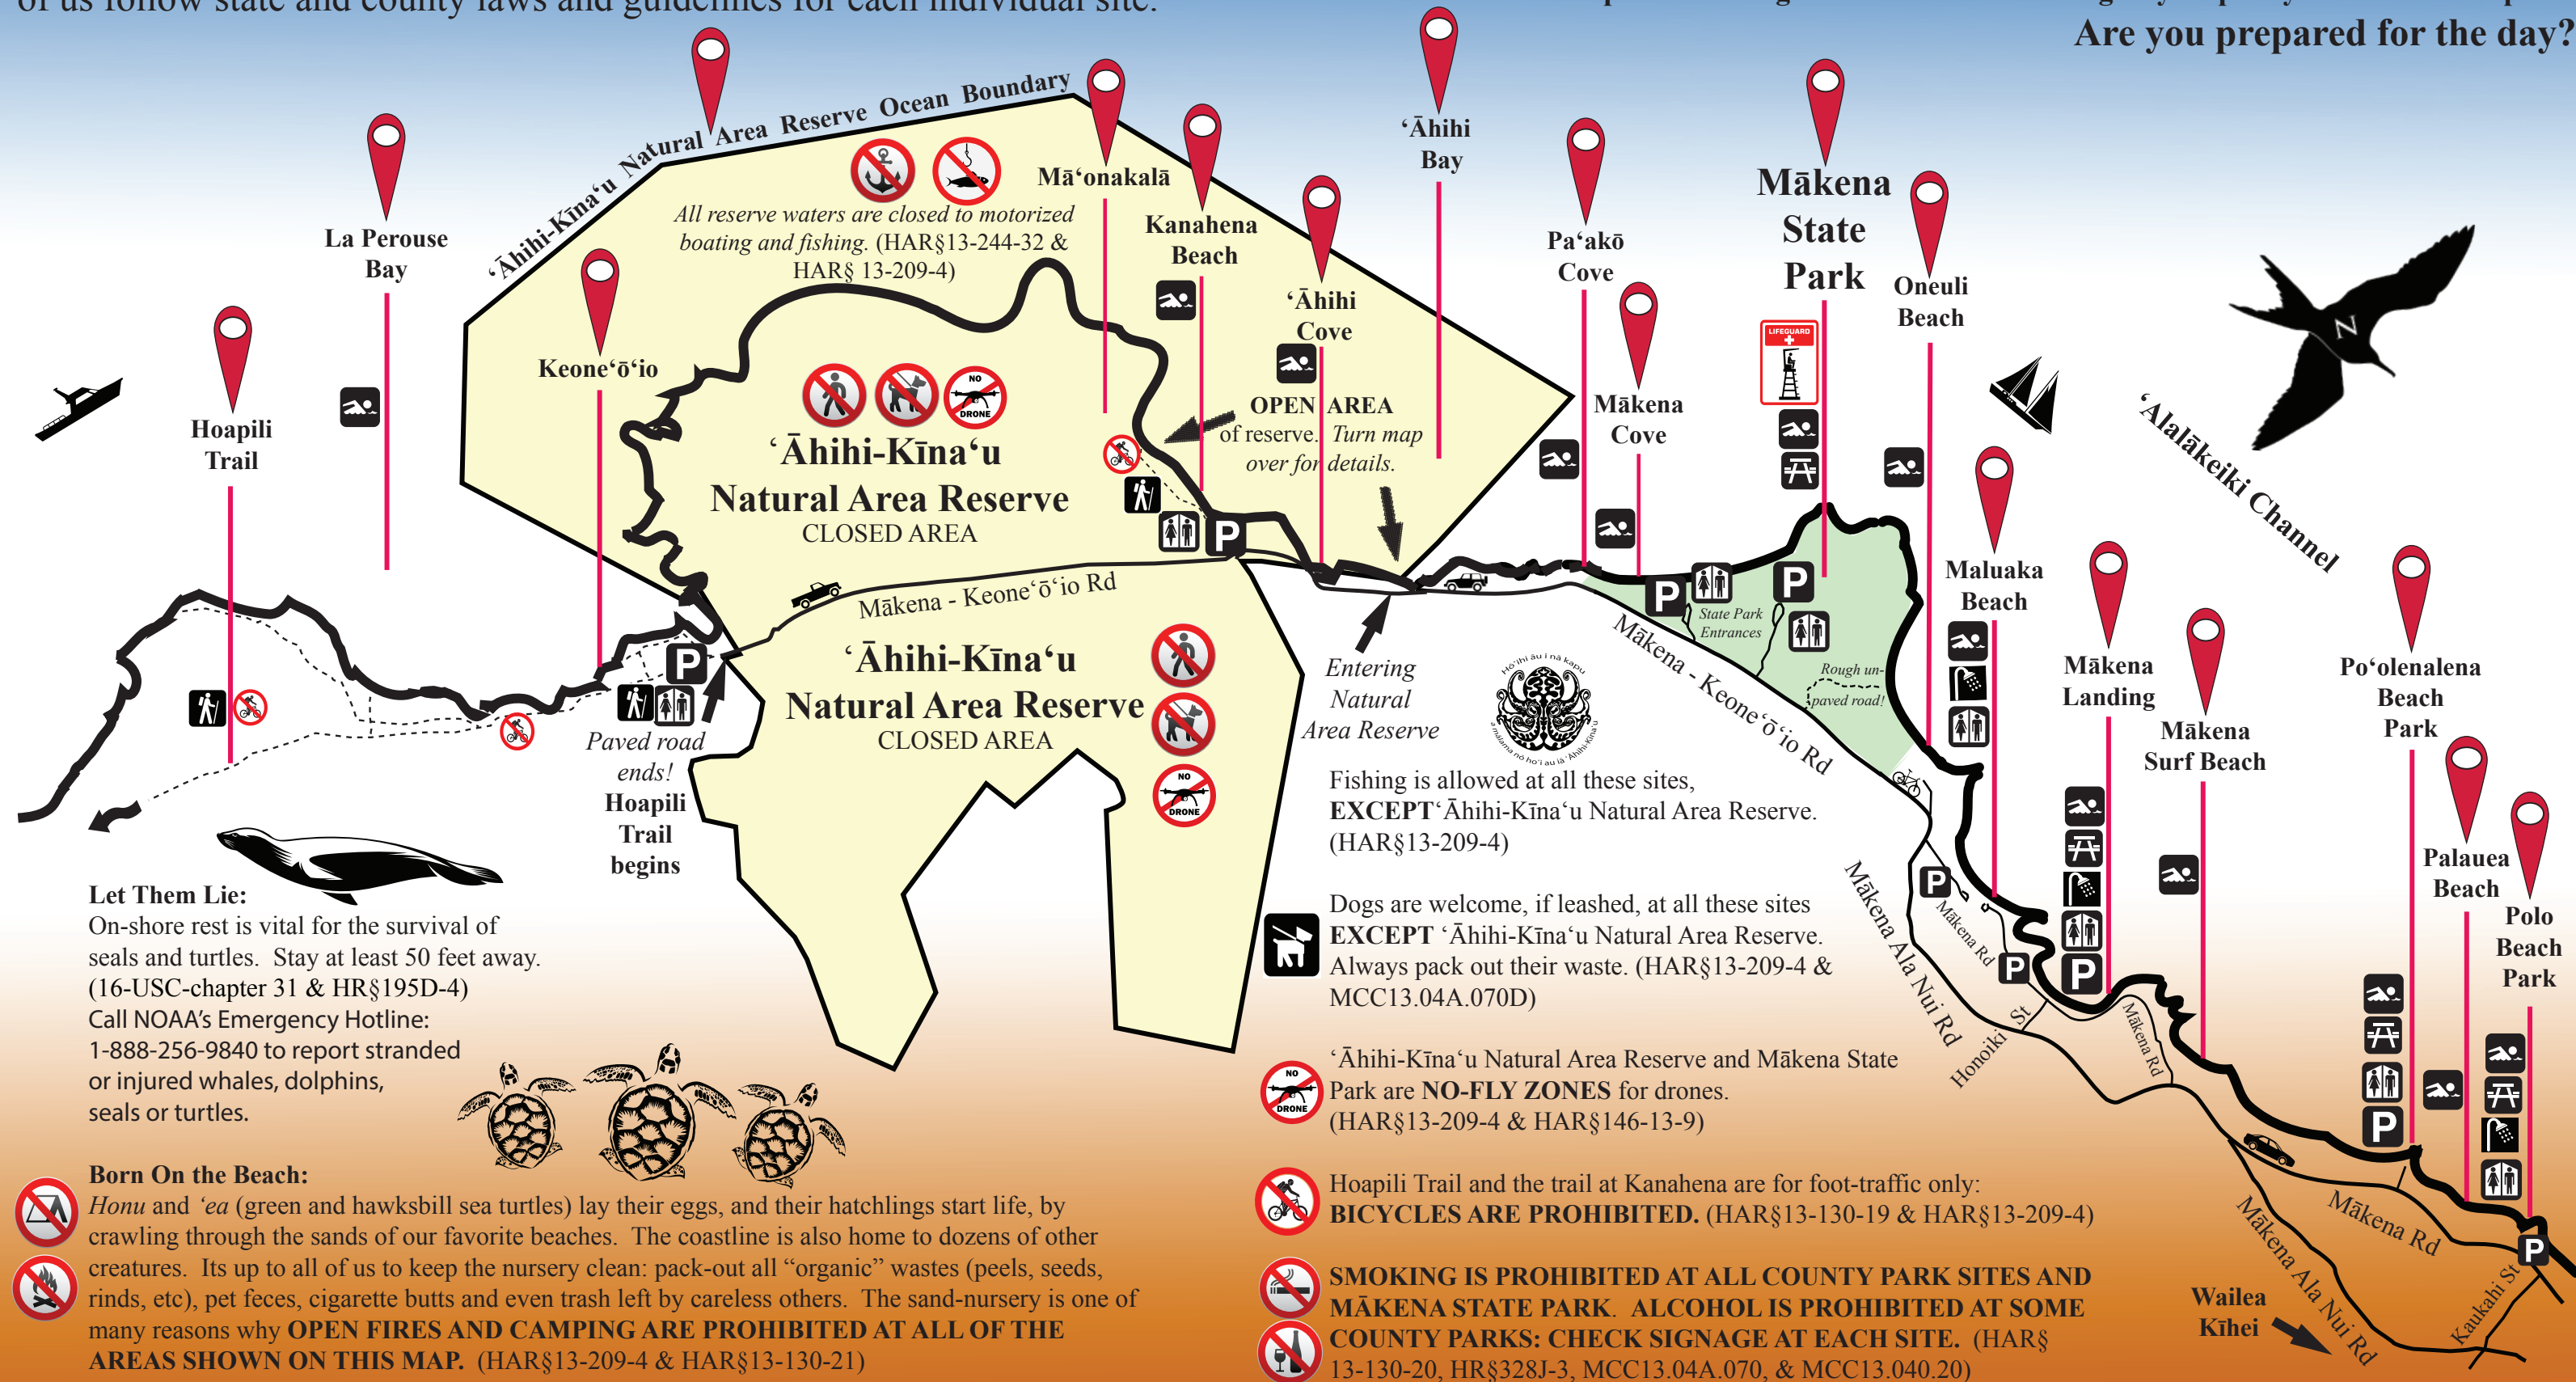 of us follow state and county laws and guidelines for each individual site.
Are you prepared for the day?
ʻĀhihi-Kīnaʻu Natural Area Reserve Ocean Boundary
Hoapili
Trail
La Perouse
Bay
Keoneʻōʻio
Māʻonakalā
Kanahena
Beach
ʻĀhihi
Cove
ʻĀhihi
Bay
Paʻakō
Cove
Mākena
Cove
Mākena
State
Park
LIFEGUARD
Oneuli
Beach
Maluaka
Beach
Mākena
Landing
Mākena
Surf Beach
Poʻolenalena
Beach
Park
Palauea
Beach
Polo
Beach
Park
N
ʻAlalākeiki Channel
All reserve waters are closed to motorized
boating and fishing. (HAR§13-244-32 &
HAR§ 13-209-4)
NO
DRONE
ʻĀhihi-Kīnaʻu
Natural Area Reserve
CLOSED AREA
OPEN AREA
of reserve. Turn map
over for details.
P
Mākena - Keoneʻōʻio Rd
ʻĀhihi-Kīnaʻu
Natural Area Reserve
CLOSED AREA
NO
DRONE
P
Paved road
ends!
Hoapili
Trail
begins
Entering
Natural
Area Reserve
Hōʻihi āu i nā kapu
a mālama nō hoʻi au iā ʻĀhihi-Kīnaʻu
P
P
State Park
Entrances
Rough un-
paved road!
Mākena - Keoneʻōʻio Rd
P
Mākena Rd
P
P
Mākena Ala Nui Rd
Honoiki St
Mākena Rd
P
Mākena Rd
Mākena Ala Nui Rd
P
Kaukahi St
Wailea
Kīhei
Let Them Lie:
On-shore rest is vital for the survival of
seals and turtles. Stay at least 50 feet away.
(16-USC-chapter 31 & HR§195D-4)
Call NOAA's Emergency Hotline:
1-888-256-9840 to report stranded
or injured whales, dolphins,
seals or turtles.
Born On the Beach:
Honu and ʻea (green and hawksbill sea turtles) lay their eggs, and their hatchlings start life, by
crawling through the sands of our favorite beaches. The coastline is also home to dozens of other
creatures. Its up to all of us to keep the nursery clean: pack-out all “organic” wastes (peels, seeds,
rinds, etc), pet feces, cigarette butts and even trash left by careless others. The sand-nursery is one of
many reasons why OPEN FIRES AND CAMPING ARE PROHIBITED AT ALL OF THE
AREAS SHOWN ON THIS MAP. (HAR§13-209-4 & HAR§13-130-21)
Fishing is allowed at all these sites,
EXCEPT ʻĀhihi-Kīnaʻu Natural Area Reserve.
(HAR§13-209-4)
Dogs are welcome, if leashed, at all these sites
EXCEPT ʻĀhihi-Kīnaʻu Natural Area Reserve.
Always pack out their waste. (HAR§13-209-4 &
MCC13.04A.070D)
NO
DRONE
ʻĀhihi-Kīnaʻu Natural Area Reserve and Mākena State
Park are NO-FLY ZONES for drones.
(HAR§13-209-4 & HAR§146-13-9)
Hoapili Trail and the trail at Kanahena are for foot-traffic only:
BICYCLES ARE PROHIBITED. (HAR§13-130-19 & HAR§13-209-4)
SMOKING IS PROHIBITED AT ALL COUNTY PARK SITES AND
MĀKENA STATE PARK. ALCOHOL IS PROHIBITED AT SOME
COUNTY PARKS: CHECK SIGNAGE AT EACH SITE. (HAR§
13-130-20, HR§328J-3, MCC13.04A.070, & MCC13.040.20)